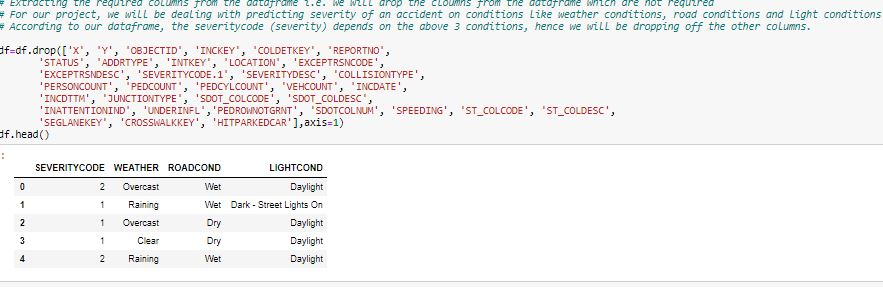 # Extracting the required columns from the dataframe i.e. we will drop the cloumns from the dataframe which are not required
# For our project, we will be dealing with predicting severity of an accident on conditions like weather conditions, road conditions and light conditions
# According to our dataframe, the severitycode (severity) depends on the above 3 conditions, hence we will be dropping off the other columns.
df=df.drop(['X', 'Y', 'OBJECTID', 'INCKEY', 'COLDETKEY', 'REPORTNO',
'STATUS', 'ADDRTYPE', 'INTKEY', 'LOCATION', 'EXCEPTRSNCODE',
'EXCEPTRSNDESC', 'SEVERITYCODE.1', 'SEVERITYDESC', 'COLLISIONTYPE',
'PERSONCOUNT', 'PEDCOUNT', 'PEDCYLCOUNT', 'VEHCOUNT', 'INCDATE',
'INCDTTM', 'JUNCTIONTYPE', 'SDOT_COLCODE', 'SDOT_COLDESC',
'INATTENTIONIND', 'UNDERINFL','PEDROWNOTGRNT', 'SDOTCOLNUM', 'SPEEDING', 'ST_COLCODE', 'ST_COLDESC',
'SEGLANEKEY', 'CROSSWALKKEY', 'HITPARKEDCAR'],axis=1)
df.head()
:
SEVERITYCODE WEATHER ROADCOND LIGHTCOND
0 2 Overcast Wet Daylight
1 1 Raining Wet Dark - Street Lights On
2 1 Overcast Dry Daylight
3 1 Clear Dry Daylight
4 2 Raining Wet Daylight